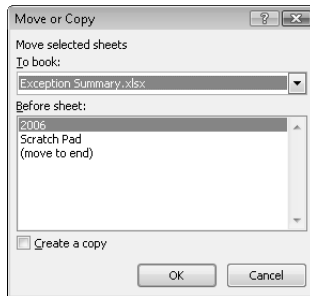 Move or Copy
Move selected sheets
To book:
Exception Summary.xlsx
Before sheet:
2006
Scratch Pad
(move to end)
Create a copy
OK Cancel